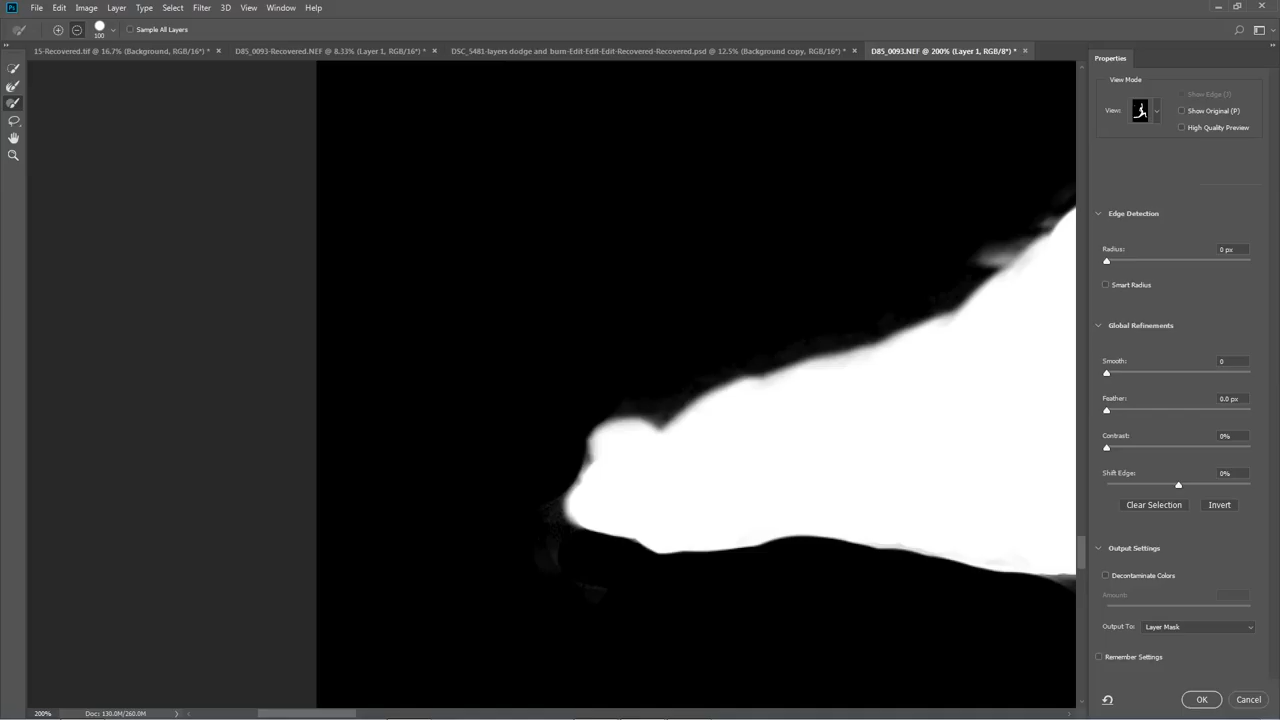 Ps File Edit Image Layer Type Select Filter 3D View Window Help
100 Sample All Layers
15-Recovered.tif @ 16.7% (Background, RGB/16*) * × D85_0093-Recovered.NEF @ 8.33% (Layer 1, RGB/16*) * × DSC_5481-layers dodge and burn-Edit-Edit-Edit-Recovered-Recovered.psd @ 12.5% (Background copy, RGB/16*) * × D85_0093.NEF @ 200% (Layer 1, RGB/8*) * ×
Properties
View Mode
Show Edge (J)
View:
Show Original (P)
High Quality Preview
Edge Detection
Radius: 0 px
Smart Radius
Global Refinements
Smooth: 0
Feather: 0.0 px
Contrast: 0%
Shift Edge: 0%
Clear Selection Invert
Output Settings
Decontaminate Colors
Amount:
Output To: Layer Mask
Remember Settings
OK Cancel
200% Doc: 130.0M/260.0M